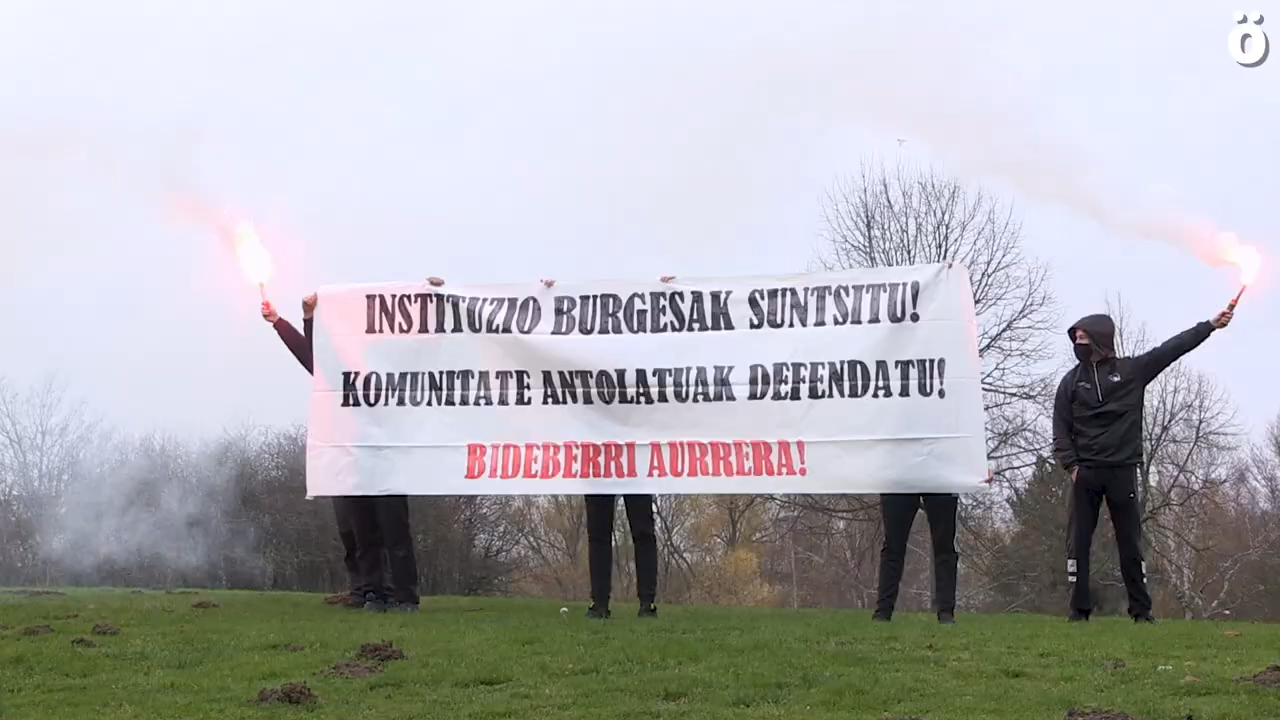 ö
INSTITUZIO BURGESAK SUNTSITU!
KOMUNITATE ANTOLATUAK DEFENDATU!
BIDEBERRI AURRERA!